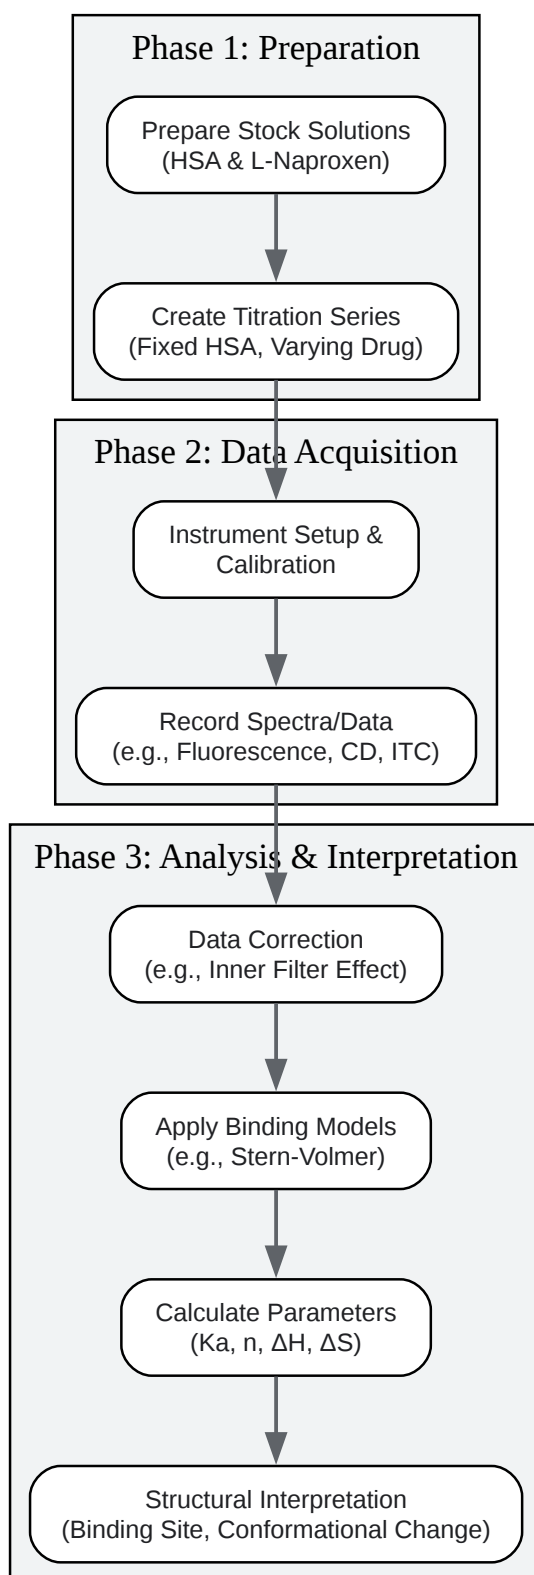 Phase 1: Preparation
Prepare Stock Solutions
(HSA & L-Naproxen)
Create Titration Series
(Fixed HSA, Varying Drug)
Phase 2: Data Acquisition
Instrument Setup &
Calibration
Record Spectra/Data
(e.g., Fluorescence, CD, ITC)
Phase 3: Analysis & Interpretation
Data Correction
(e.g., Inner Filter Effect)
Apply Binding Models
(e.g., Stern-Volmer)
Calculate Parameters
(Ka, n, ΔH, ΔS)
Structural Interpretation
(Binding Site, Conformational Change)